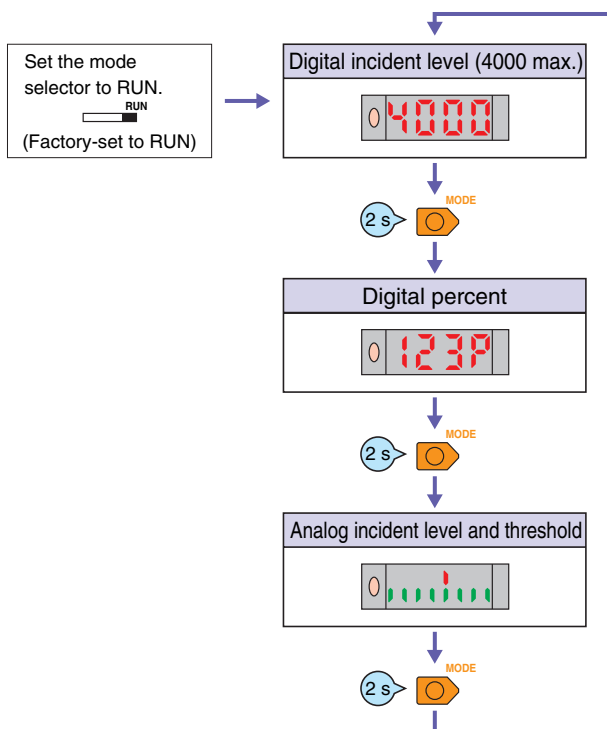 Set the mode
selector to RUN.
RUN
(Factory-set to RUN)
Digital incident level (4000 max.)
4000
2 s
MODE
Digital percent
123P
2 s
MODE
Analog incident level and threshold
2 s
MODE